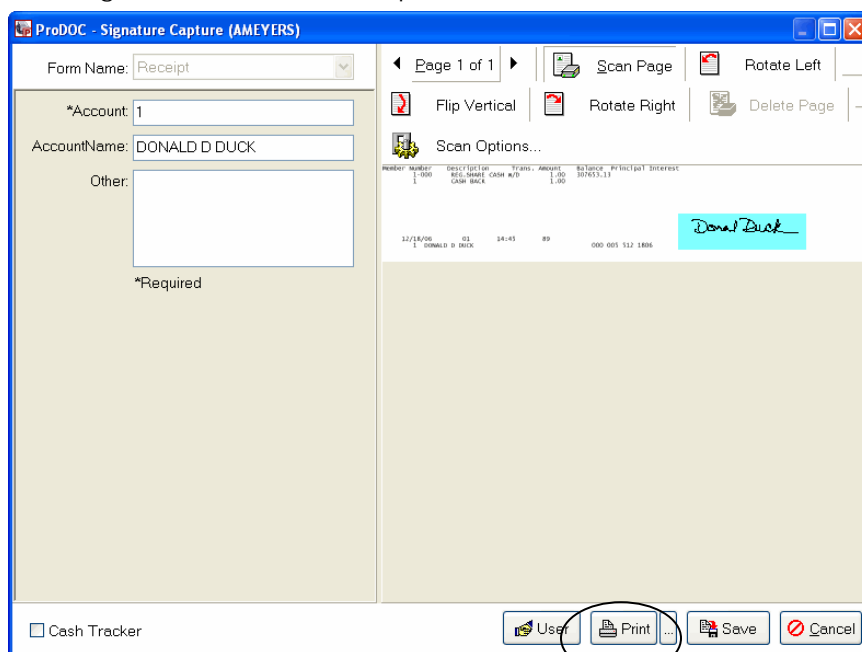 ProDOC - Signature Capture (AMEYERS)
Form Name: Receipt
Page 1 of 1 Scan Page Rotate Left
*Account: 1
Flip Vertical Rotate Right Delete Page
AccountName: DONALD D DUCK
Scan Options...
Other:
Member Number Description Trans. Amount Balance Principal Interest
1-000 REG.SHARE CASH W/D 1.00 307653.13
1 CASH BACK 1.00
Donal Duck
12/18/06 01 14:45 89
1 DONALD D DUCK 000 005 512 1806
*Required
Cash Tracker
User Print ... Save Cancel